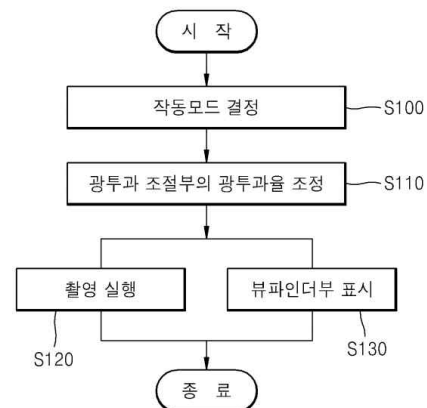 시 작
작동모드 결정
S100
광투과 조절부의 광투과율 조정
S110
촬영 실행
뷰파인더부 표시
S120
S130
종 료